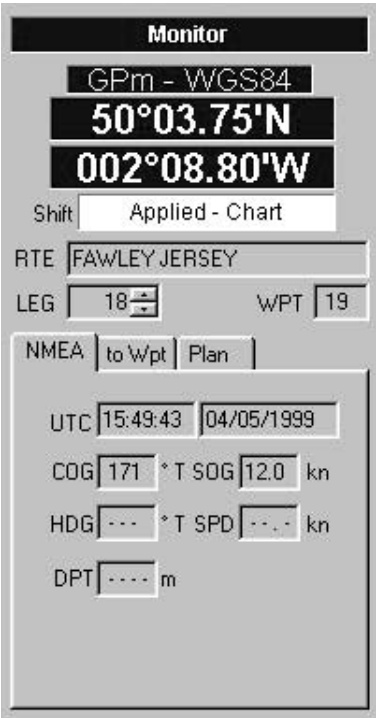 Monitor
GPm - WGS84
50°03.75'N
002°08.80'W
Shift Applied - Chart
RTE FAWLEY JERSEY
LEG 18 WPT 19
NMEA to Wpt Plan
UTC 15:49:43 04/05/1999
COG 171 ° T SOG 12.0 kn
HDG --- ° T SPD --.- kn
DPT ---- m